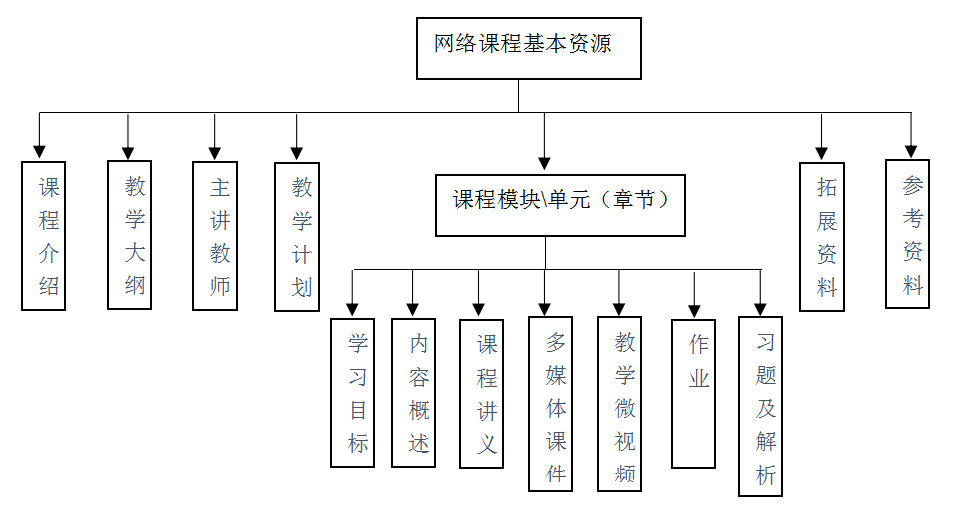 网络课程基本资源
课程介绍
教学大纲
主讲教师
教学计划
课程模块\单元（章节）
拓展资料
参考资料
学习目标
内容概述
课程讲义
多媒体课件
教学微视频
作业
习题及解析